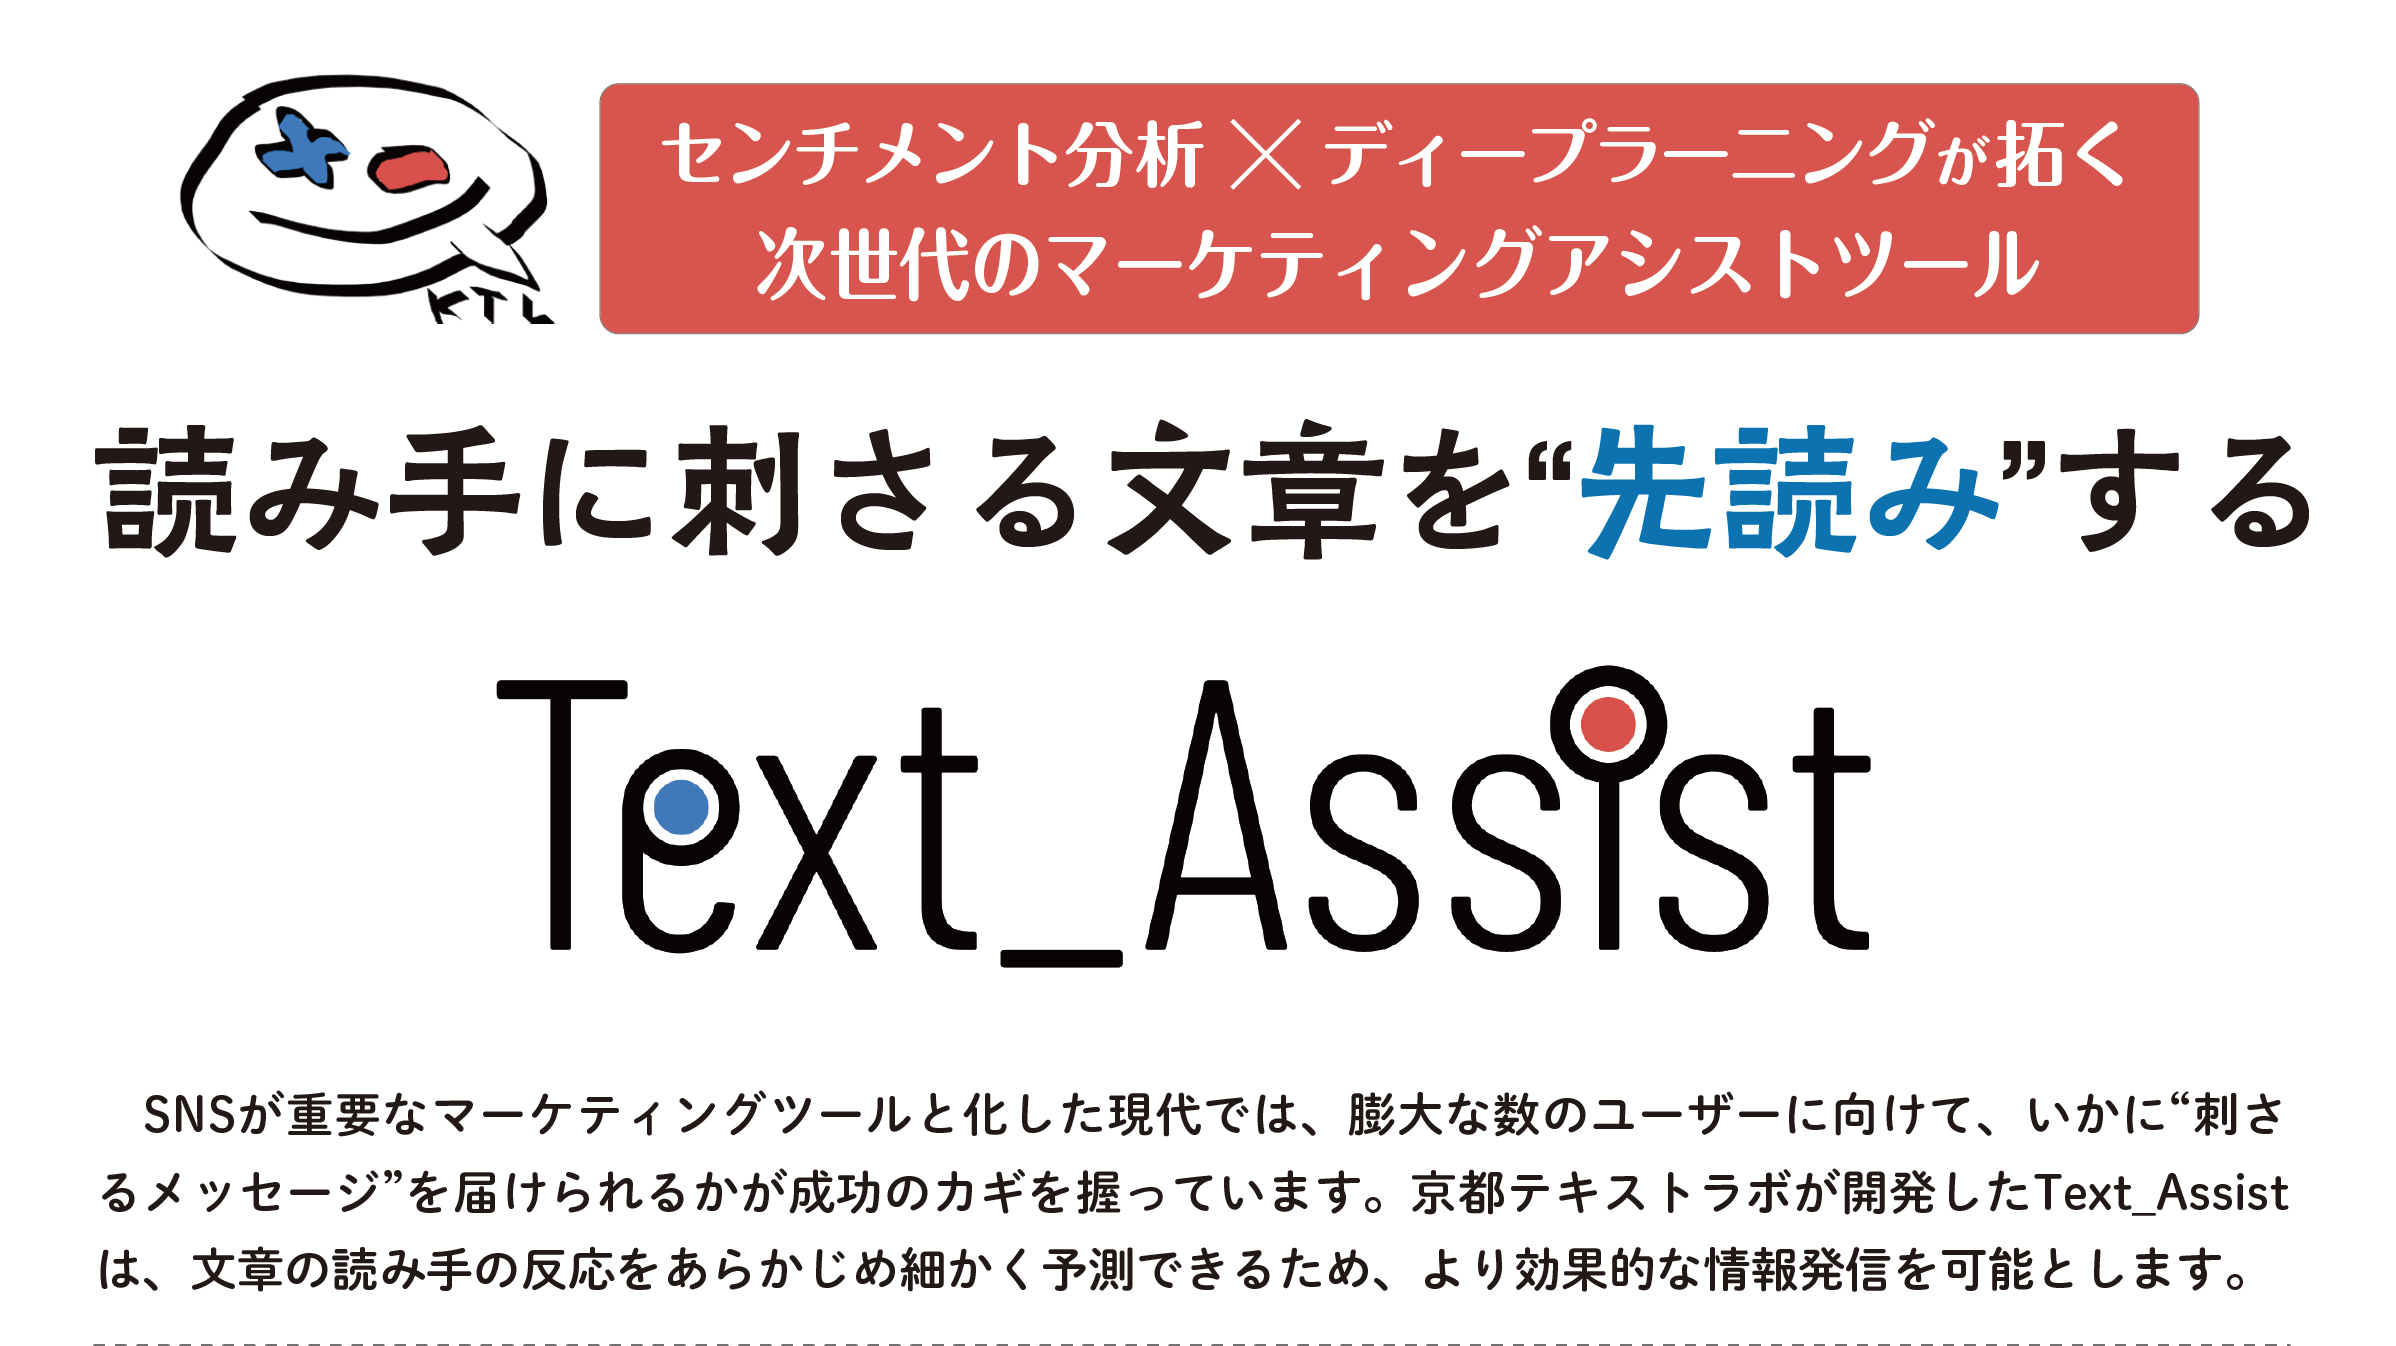 センチメント分析×ディープラーニングが拓く
次世代のマーケティングアシストツール
KTL
読み手に刺さる文章を“先読み”する
Text_Assist
SNSが重要なマーケティングツールと化した現代では、膨大な数のユーザーに向けて、いかに“刺さ
るメッセージ”を届けられるかが成功のカギを握っています。京都テキストラボが開発したText_Assist
は、文章の読み手の反応をあらかじめ細かく予測できるため、より効果的な情報発信を可能とします。